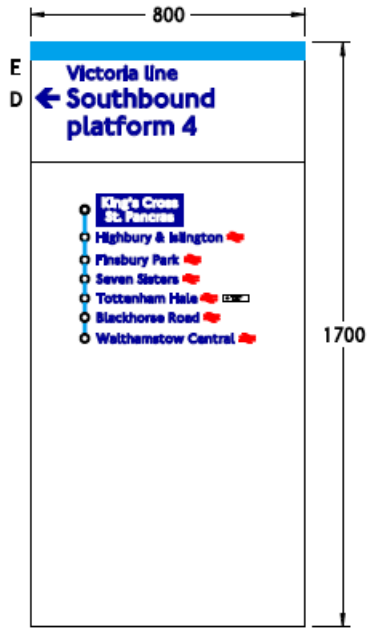 800
E
Victoria line
D
Southbound
platform 4
King's Cross
St. Pancras
Highbury & Islington
Finsbury Park
Seven Sisters
Tottenham Hale
Blackhorse Road
Walthamstow Central
1700